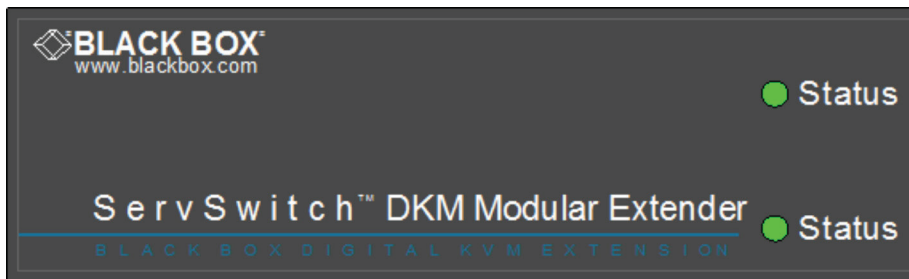 BLACK BOX®
www.blackbox.com
Status
ServSwitch™ DKM Modular Extender
Status
BLACK BOX DIGITAL KVM EXTENSION